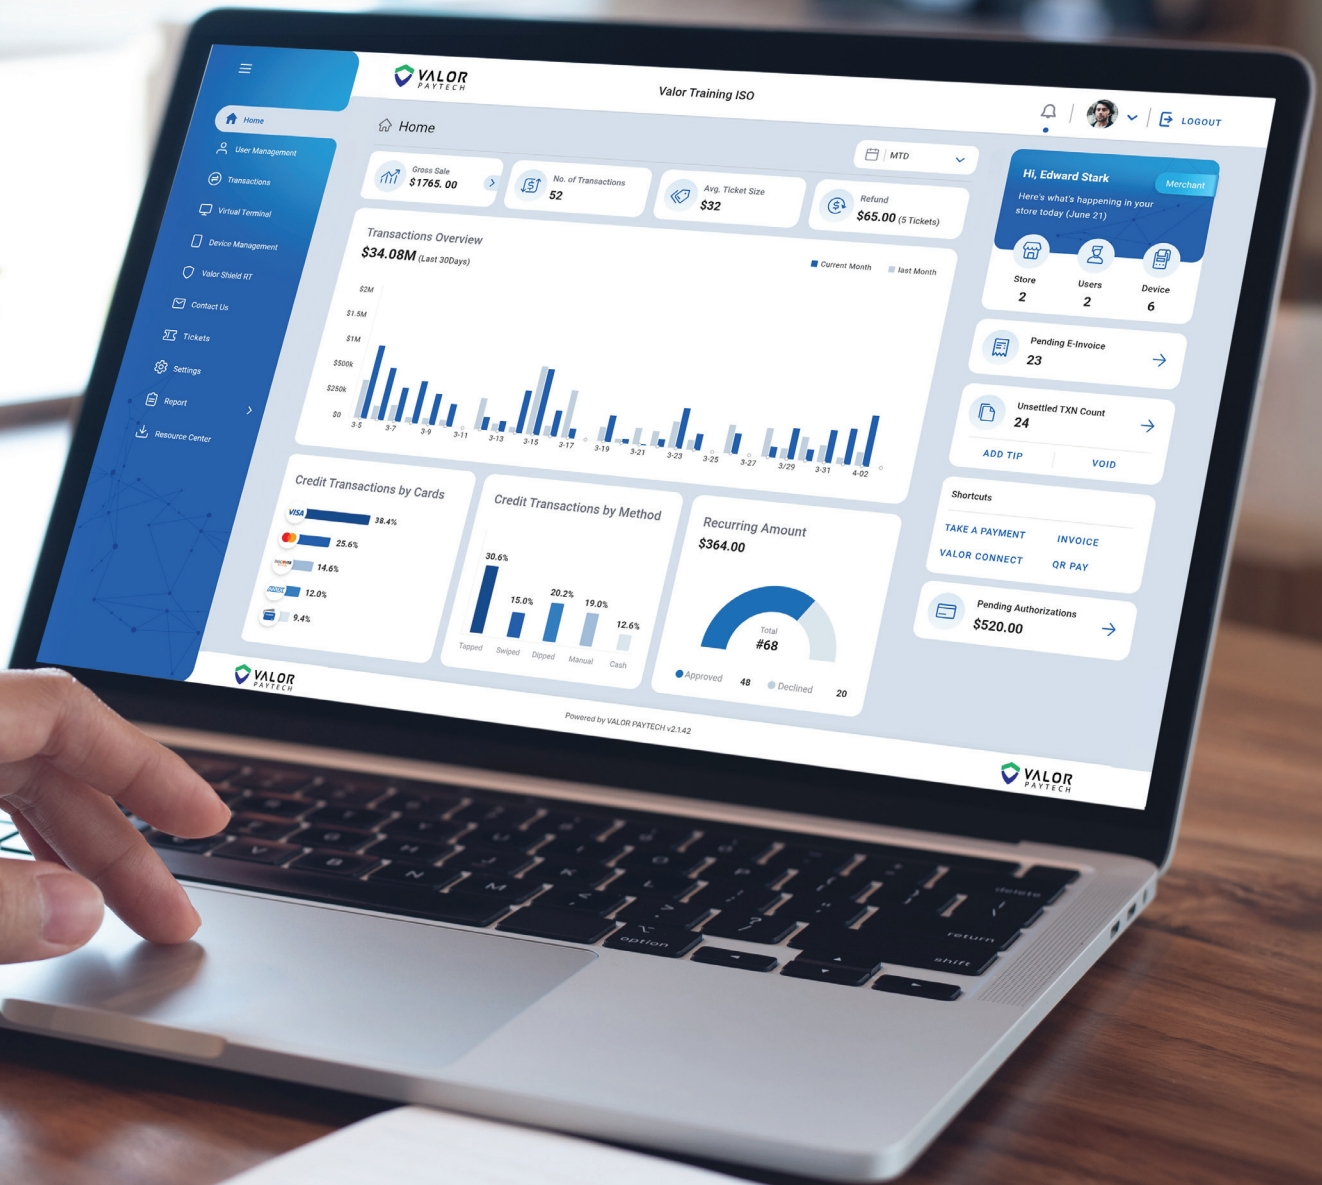 VALOR
PAYTECH
Valor Training ISO
LOGOUT
Home
User Management
Transactions
Virtual Terminal
Device Management
Valor Shield RT
Contact Us
Tickets
Settings
Report
Resource Center
Home
MTD
Gross Sale
$1765. 00
No. of Transactions
52
Avg. Ticket Size
$32
Refund
$65.00 (5 Tickets)
Transactions Overview
$34.08M (Last 30Days)
Current Month last Month
$2M
$1.5M
$1M
$500k
$250k
$0
3-5 3-7 3-9 3-11 3-13 3-15 3-17 3-19 3-21 3-23 3-25 3-27 3/29 3-31 4-02
Credit Transactions by Cards
VISA 38.4%
25.6%
14.6%
12.0%
9.4%
Credit Transactions by Method
30.6% 15.0% 20.2% 19.0% 12.6%
Tapped Swiped Dipped Manual Cash
Recurring Amount
$364.00
Total
#68
Approved 48 Declined 20
Hi, Edward Stark
Merchant
Here's what's happening in your
store today (June 21)
Store Users Device
2 2 6
Pending E-Invoice
23
Unsettled TXN Count
24
ADD TIP VOID
Shortcuts
TAKE A PAYMENT INVOICE
VALOR CONNECT QR PAY
Pending Authorizations
$520.00
VALOR
PAYTECH
Powered by VALOR PAYTECH v2.1.42
VALOR
PAYTECH
delete
return
shift
option